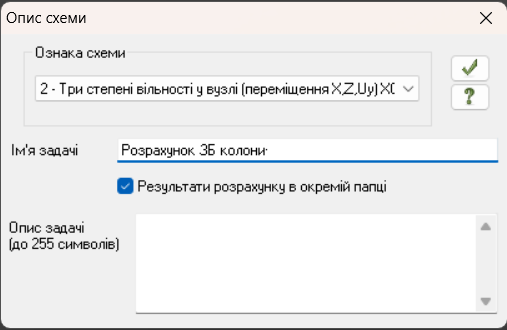 Опис схеми
Ознака схеми
2 - Три степені вільності у вузлі (переміщення X,Z,Uy) X0
?
Ім'я задачі
Розрахунок ЗБ колони
Результати розрахунку в окремій папці
Опис задачі
(до 255 символів)